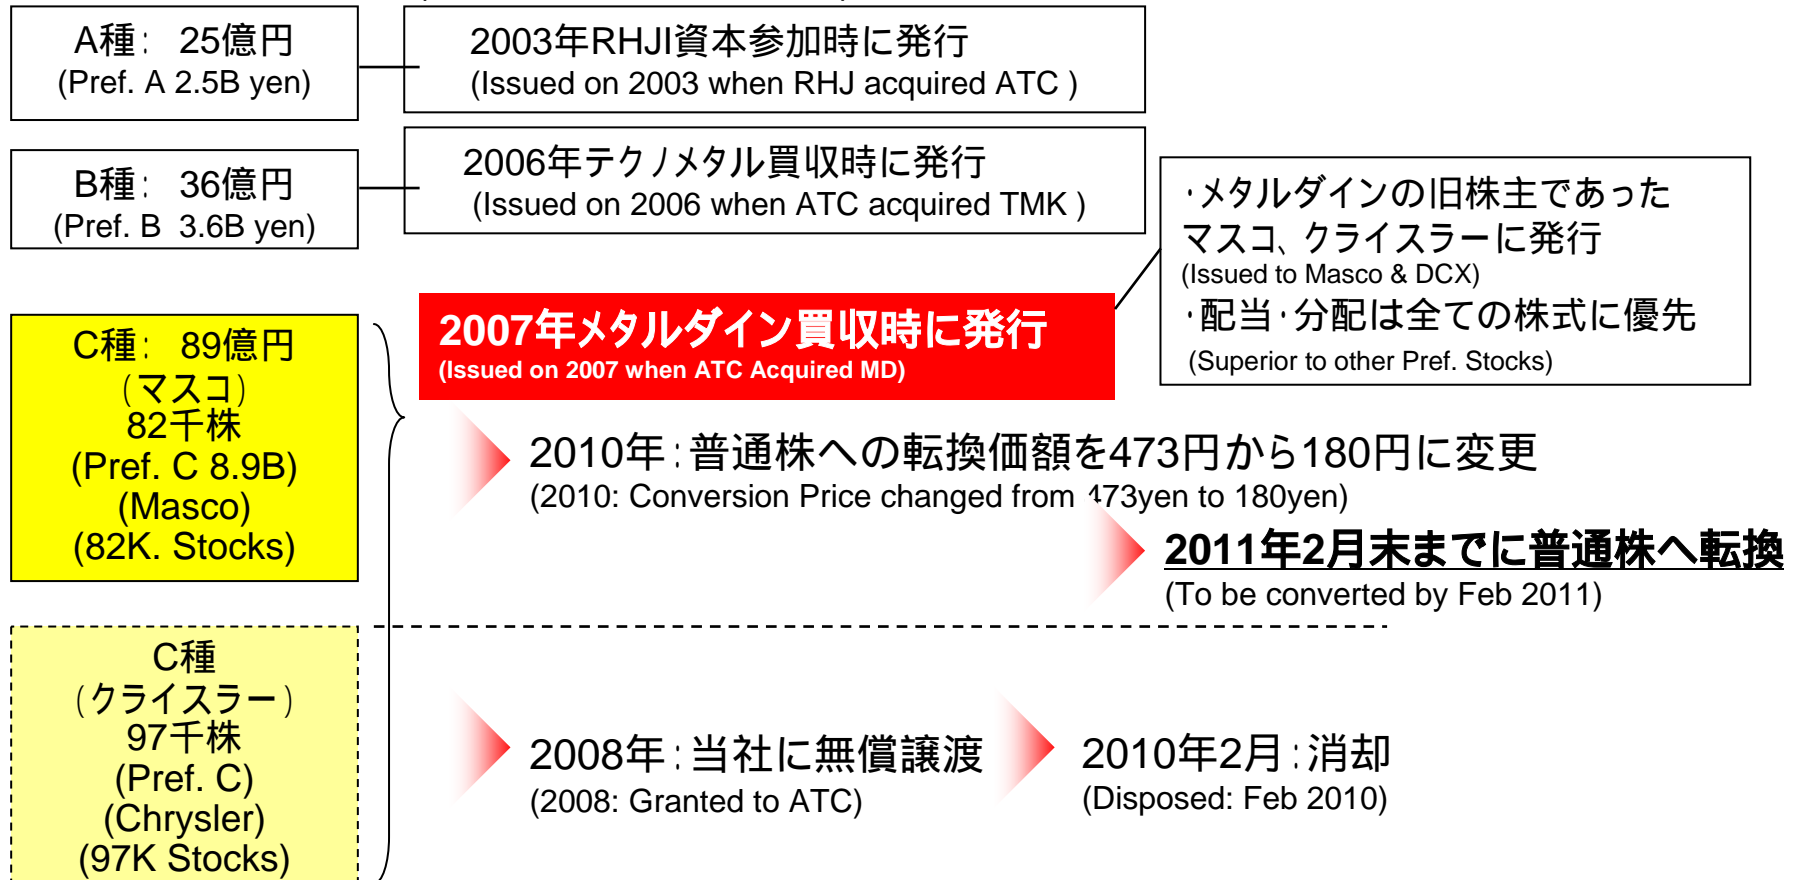 A種: 25億円
(Pref. A 2.5B yen)
2003年RHJI資本参加時に発行
(Issued on 2003 when RHJ acquired ATC )
B種: 36億円
(Pref. B 3.6B yen)
2006年テクノメタル買収時に発行
(Issued on 2006 when ATC acquired TMK )
・メタルダインの旧株主であった
マスコ、クライスラーに発行
(Issued to Masco & DCX)
・配当・分配は全ての株式に優先
(Superior to other Pref. Stocks)
C種: 89億円
(マスコ)
82千株
(Pref. C 8.9B)
(Masco)
(82K. Stocks)
2007年メタルダイン買収時に発行
(Issued on 2007 when ATC Acquired MD)
2010年:普通株への転換価額を473円から180円に変更
(2010: Conversion Price changed from 473yen to 180yen)
2011年2月末までに普通株へ転換
(To be converted by Feb 2011)
C種
(クライスラー)
97千株
(Pref. C)
(Chrysler)
(97K Stocks)
2008年:当社に無償譲渡
(2008: Granted to ATC)
2010年2月:消却
(Disposed: Feb 2010)